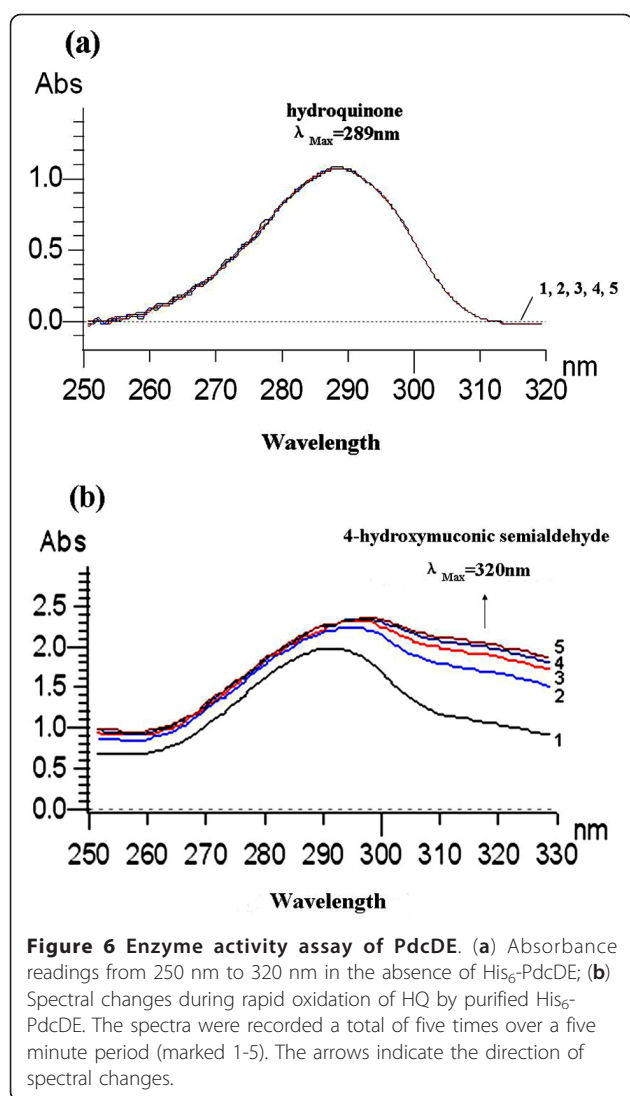 (a)
Abs
hydroquinone
λ Max=289nm
1.0
0.5
0.0
1, 2, 3, 4, 5
nm
250 260 270 280 290 300 310 320
Wavelength
(b)
Abs
4-hydroxymuconic semialdehyde
λ Max=320nm
2.5
2.0
1.5
1.0
0.5
0.0
5
4
3
2
1
nm
250 260 270 280 290 300 310 320 330
Wavelength
Figure 6 Enzyme activity assay of PdcDE. (a) Absorbance
readings from 250 nm to 320 nm in the absence of His₆-PdcDE; (b)
Spectral changes during rapid oxidation of HQ by purified His₆-
PdcDE. The spectra were recorded a total of five times over a five
minute period (marked 1-5). The arrows indicate the direction of
spectral changes.